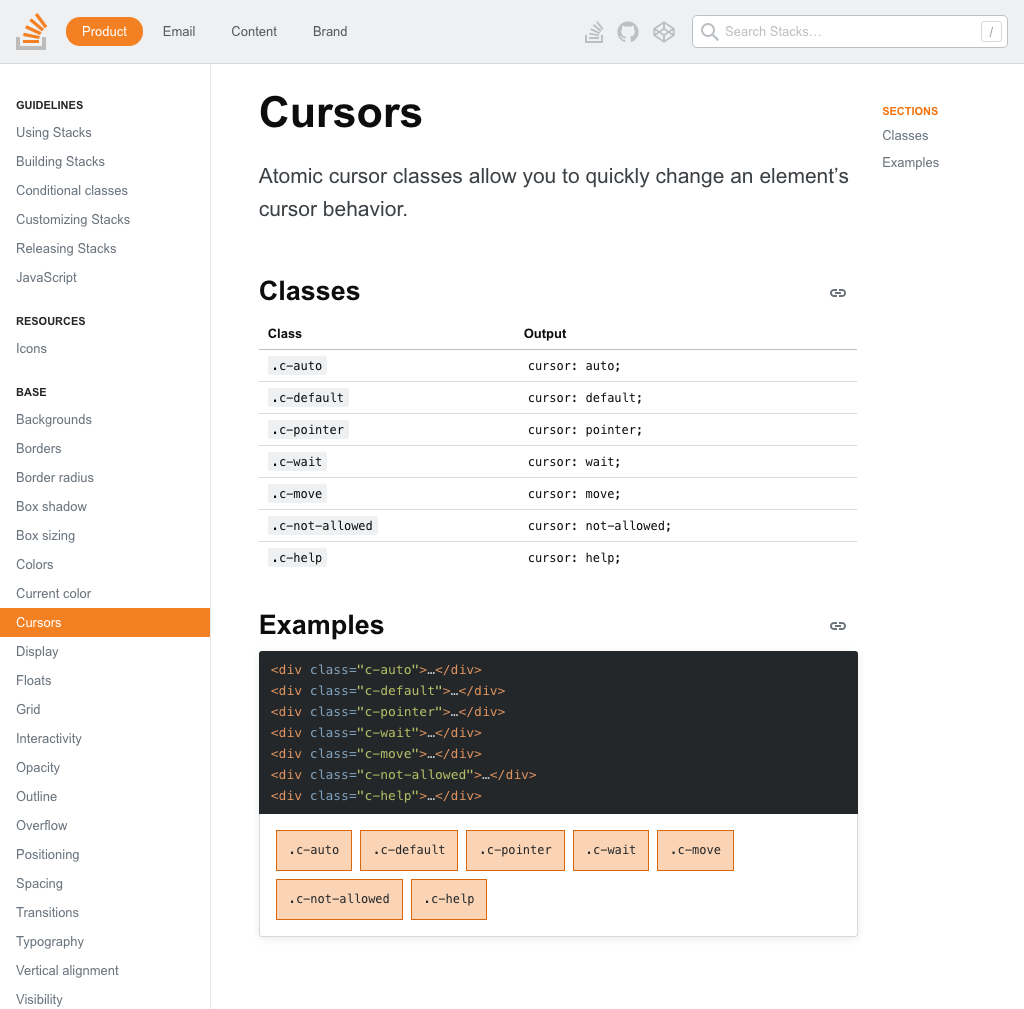 Product
Email
Content
Brand
Search Stacks...
/
GUIDELINES
Using Stacks
Building Stacks
Conditional classes
Customizing Stacks
Releasing Stacks
JavaScript
RESOURCES
Icons
BASE
Backgrounds
Borders
Border radius
Box shadow
Box sizing
Colors
Current color
Cursors
Display
Floats
Grid
Interactivity
Opacity
Outline
Overflow
Positioning
Spacing
Transitions
Typography
Vertical alignment
Visibility
Cursors
Atomic cursor classes allow you to quickly change an element’s
cursor behavior.
Classes
Class Output
.c-auto cursor: auto;
.c-default cursor: default;
.c-pointer cursor: pointer;
.c-wait cursor: wait;
.c-move cursor: move;
.c-not-allowed cursor: not-allowed;
.c-help cursor: help;
Examples
<div class="c-auto">…</div>
<div class="c-default">…</div>
<div class="c-pointer">…</div>
<div class="c-wait">…</div>
<div class="c-move">…</div>
<div class="c-not-allowed">…</div>
<div class="c-help">…</div>
.c-auto .c-default .c-pointer .c-wait .c-move
.c-not-allowed .c-help
SECTIONS
Classes
Examples